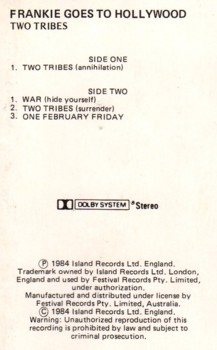 FRANKIE GOES TO HOLLYWOOD
TWO TRIBES
SIDE ONE
1. TWO TRIBES (annihilation)
SIDE TWO
1. WAR (hide yourself)
2. TWO TRIBES (surrender)
3. ONE FEBRUARY FRIDAY
DOLBY SYSTEM ® Stereo
Ⓟ 1984 Island Records Ltd. England.
Trademark owned by Island Records Ltd. London,
England and used by Festival Records Pty. Limited,
under authorization.
Manufactured and distributed under license by
Festival Records Pty. Limited, Australia.
© 1984 Island Records Ltd. England.
Warning: Unauthorized reproduction of this
recording is prohibited by law and subject to
criminal prosecution.